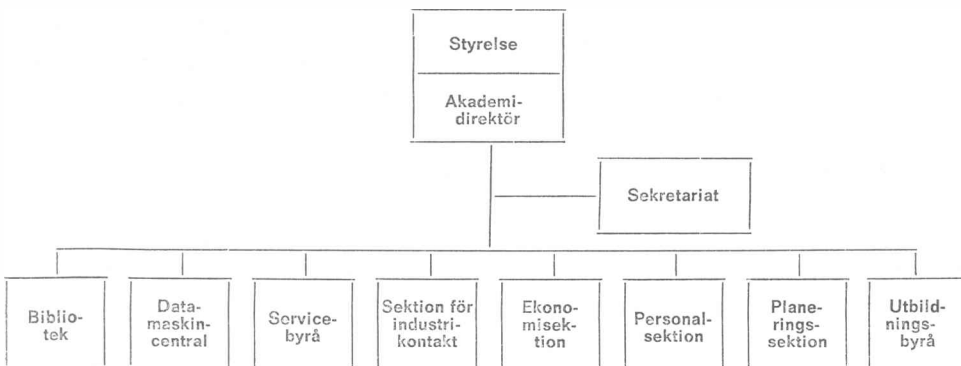 Styrelse
Akademi-
direktör
Sekretariat
Biblio-
tek
Data-
maskin-
central
Service-
byrå
Sektion för
industri-
kontakt
Ekono-
misek-
tion
Personal-
sektion
Plane-
rings-
sektion
Utbild-
nings-
byrå